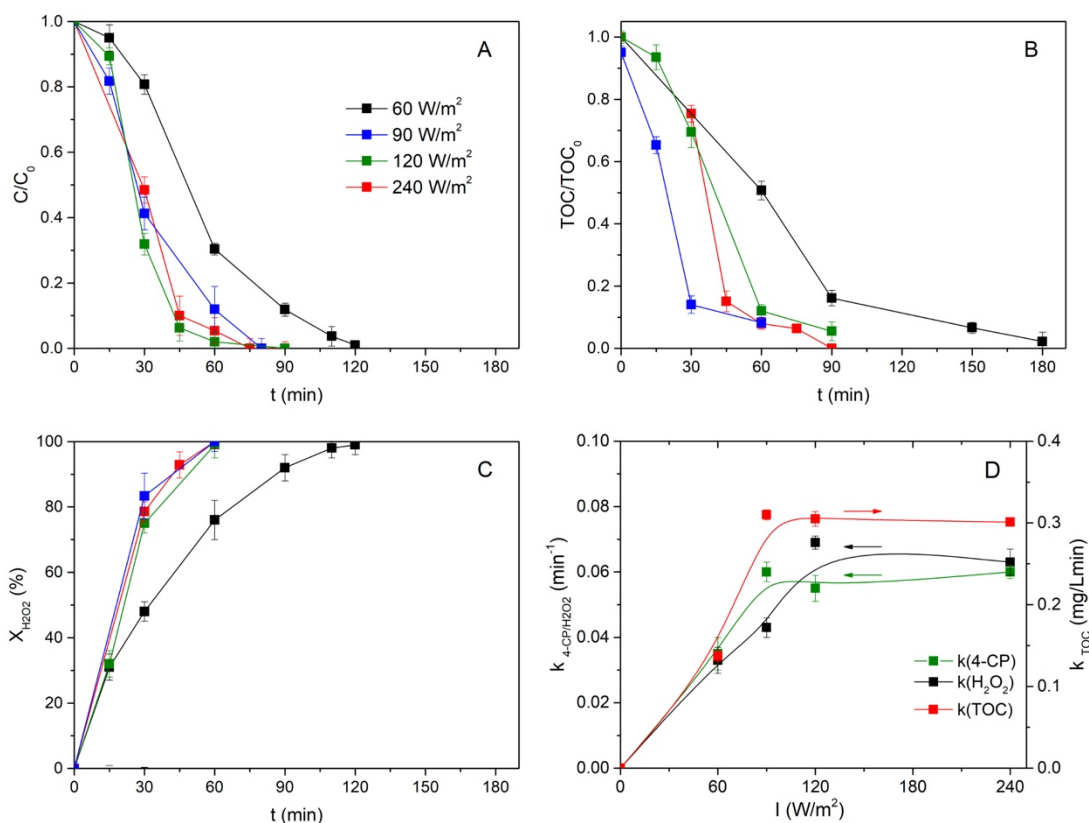 A
C/C₀
1.0
0.8
0.6
0.4
0.2
0.0
60 W/m²
90 W/m²
120 W/m²
240 W/m²
0 30 60 90 120 150 180
t (min)
B
TOC/TOC₀
1.0
0.8
0.6
0.4
0.2
0.0
0 30 60 90 120 150 180
t (min)
C
X H2O2 (%)
100
80
60
40
20
0
0 30 60 90 120 150 180
t (min)
D
k 4-CP/H2O2 (min⁻¹)
0.10
0.08
0.06
0.04
0.02
0.00
k(4-CP)
k(H₂O₂)
k(TOC)
0.4
0.3
0.2
0.1
0.0
k TOC (mg/Lmin)
0 60 120 180 240
I (W/m²)